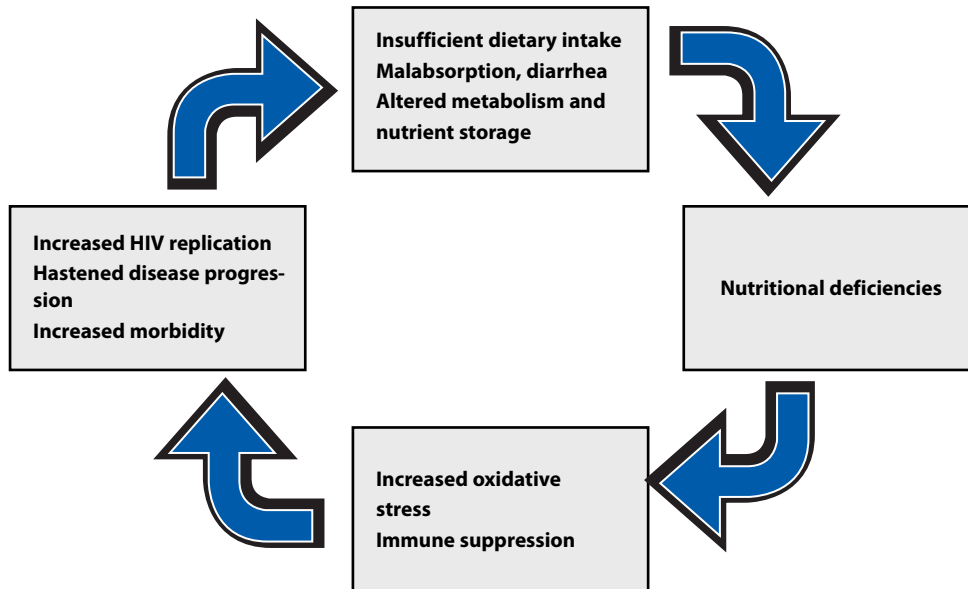 Insufficient dietary intake
Malabsorption, diarrhea
Altered metabolism and
nutrient storage
Increased HIV replication
Hastened disease progres-
sion
Increased morbidity
Nutritional deficiencies
Increased oxidative
stress
Immune suppression